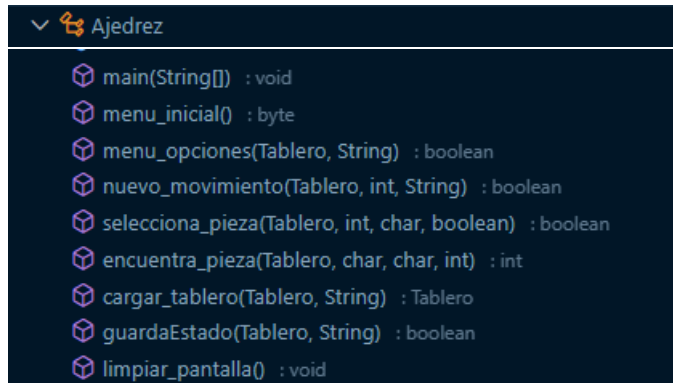 Ajedrez
main(String[]) : void
menu_inicial() : byte
menu_opciones(Tablero, String) : boolean
nuevo_movimiento(Tablero, int, String) : boolean
selecciona_pieza(Tablero, int, char, boolean) : boolean
encuentra_pieza(Tablero, char, char, int) : int
cargar_tablero(Tablero, String) : Tablero
guardaEstado(Tablero, String) : boolean
limpiar_pantalla() : void